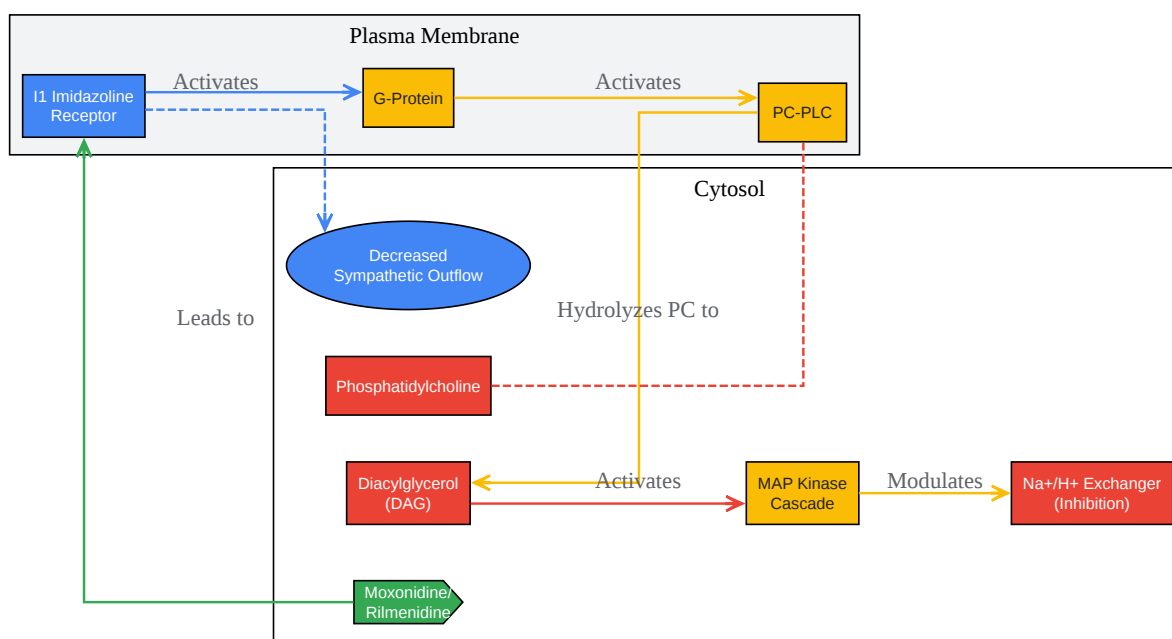 Plasma Membrane
Activates
Activates
I1 Imidazoline
Receptor
G-Protein
PC-PLC
Cytosol
Decreased
Sympathetic Outflow
Leads to
Hydrolyzes PC to
Phosphatidylcholine
Diacylglycerol
(DAG)
Activates
MAP Kinase
Cascade
Modulates
Na+/H+ Exchanger
(Inhibition)
Moxonidine/
Rilmenidine